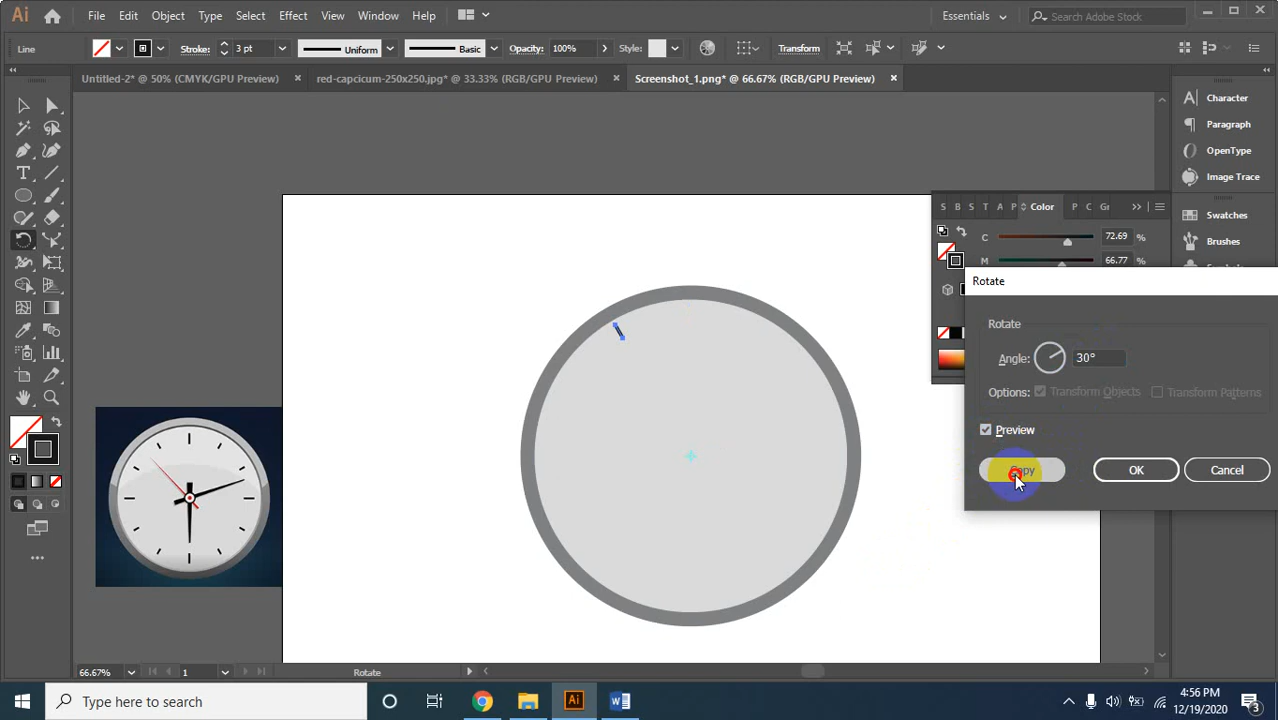 Ai File Edit Object Type Select Effect View Window Help Essentials Search Adobe Stock
Line Stroke: 3 pt Uniform Basic Opacity: 100% Style: Transform
Untitled-2* @ 50% (CMYK/GPU Preview) × red-capcicum-250x250.jpg* @ 33.33% (RGB/GPU Preview) × Screenshot_1.png* @ 66.67% (RGB/GPU Preview) ×
Character
Paragraph
OpenType
Image Trace
S B S T A P Color P C Gr
Swatches
C 72.69 %
Brushes
M 66.77 %
Rotate
Rotate
Angle: 30°
Options: Transform Objects Transform Patterns
Preview
Copy OK Cancel
66.67% 1 Rotate
Type here to search
Ai W
4:56 PM
12/19/2020
3